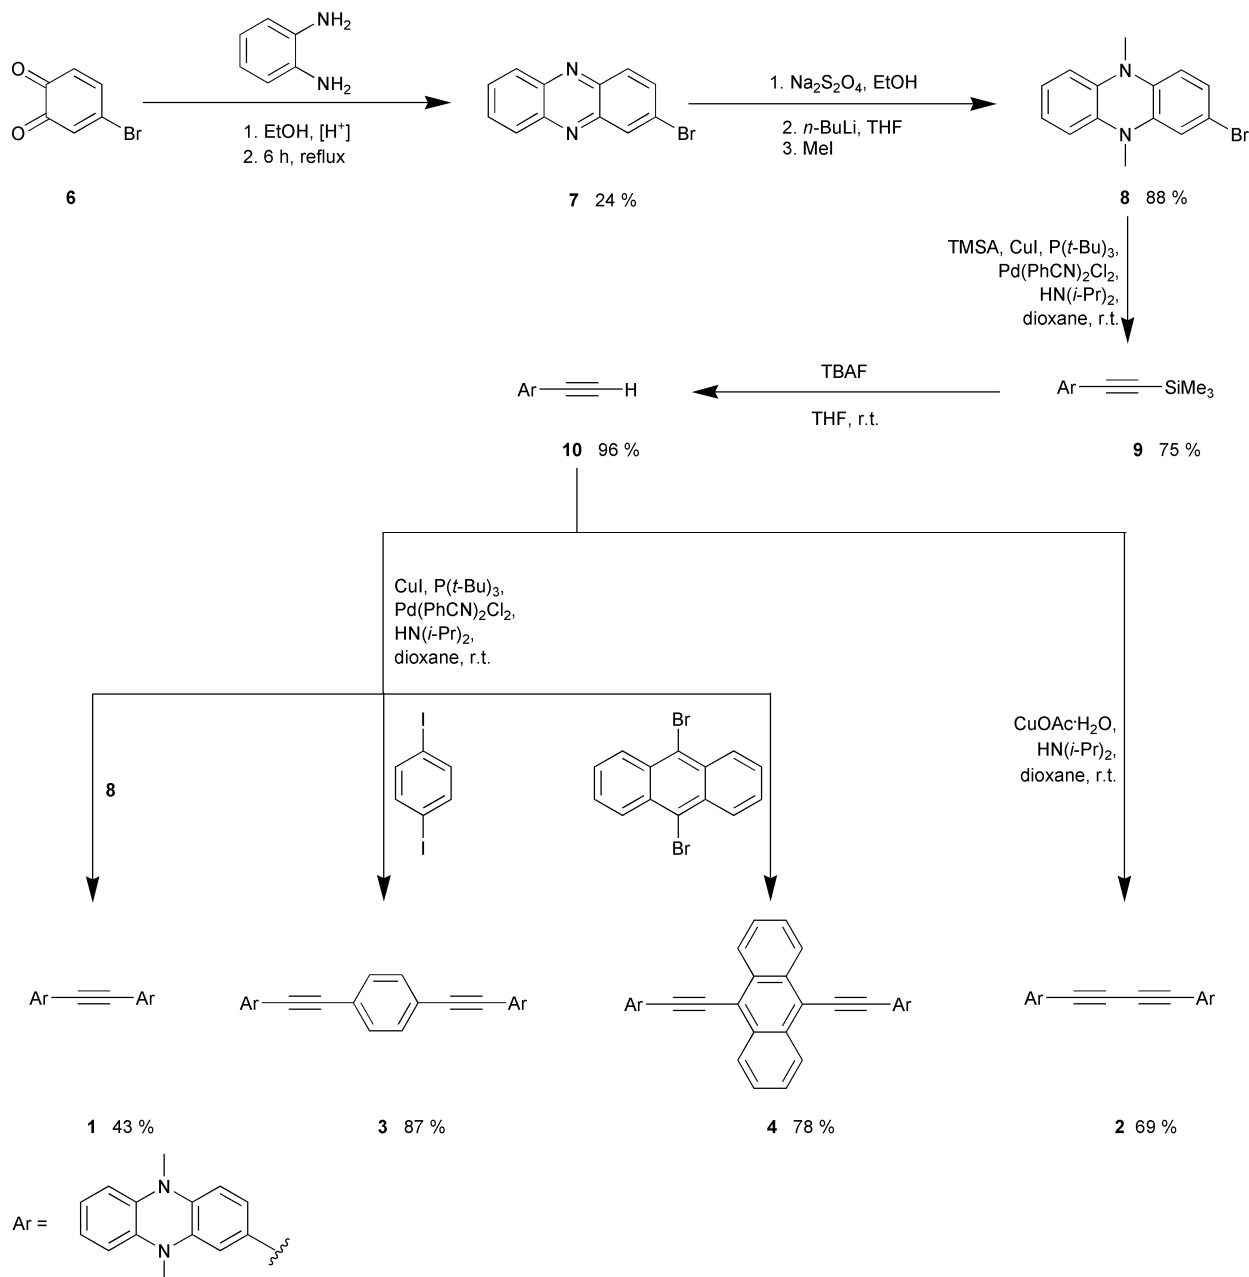 NH₂
NH₂
O
O
Br
1. EtOH, [H⁺]
2. 6 h, reflux
6
N
N
Br
7 24 %
1. Na₂S₂O₄, EtOH
2. n-BuLi, THF
3. MeI
N
N
Br
8 88 %
TMSA, CuI, P(t-Bu)₃,
Pd(PhCN)₂Cl₂,
HN(i-Pr)₂,
dioxane, r.t.
Ar SiMe₃
9 75 %
TBAF
THF, r.t.
Ar H
10 96 %
CuI, P(t-Bu)₃,
Pd(PhCN)₂Cl₂,
HN(i-Pr)₂,
dioxane, r.t.
8
I
I
Br
Br
CuOAc·H₂O,
HN(i-Pr)₂,
dioxane, r.t.
Ar Ar
1 43 %
Ar Ar
3 87 %
Ar Ar
4 78 %
Ar Ar
2 69 %
Ar =
N
N